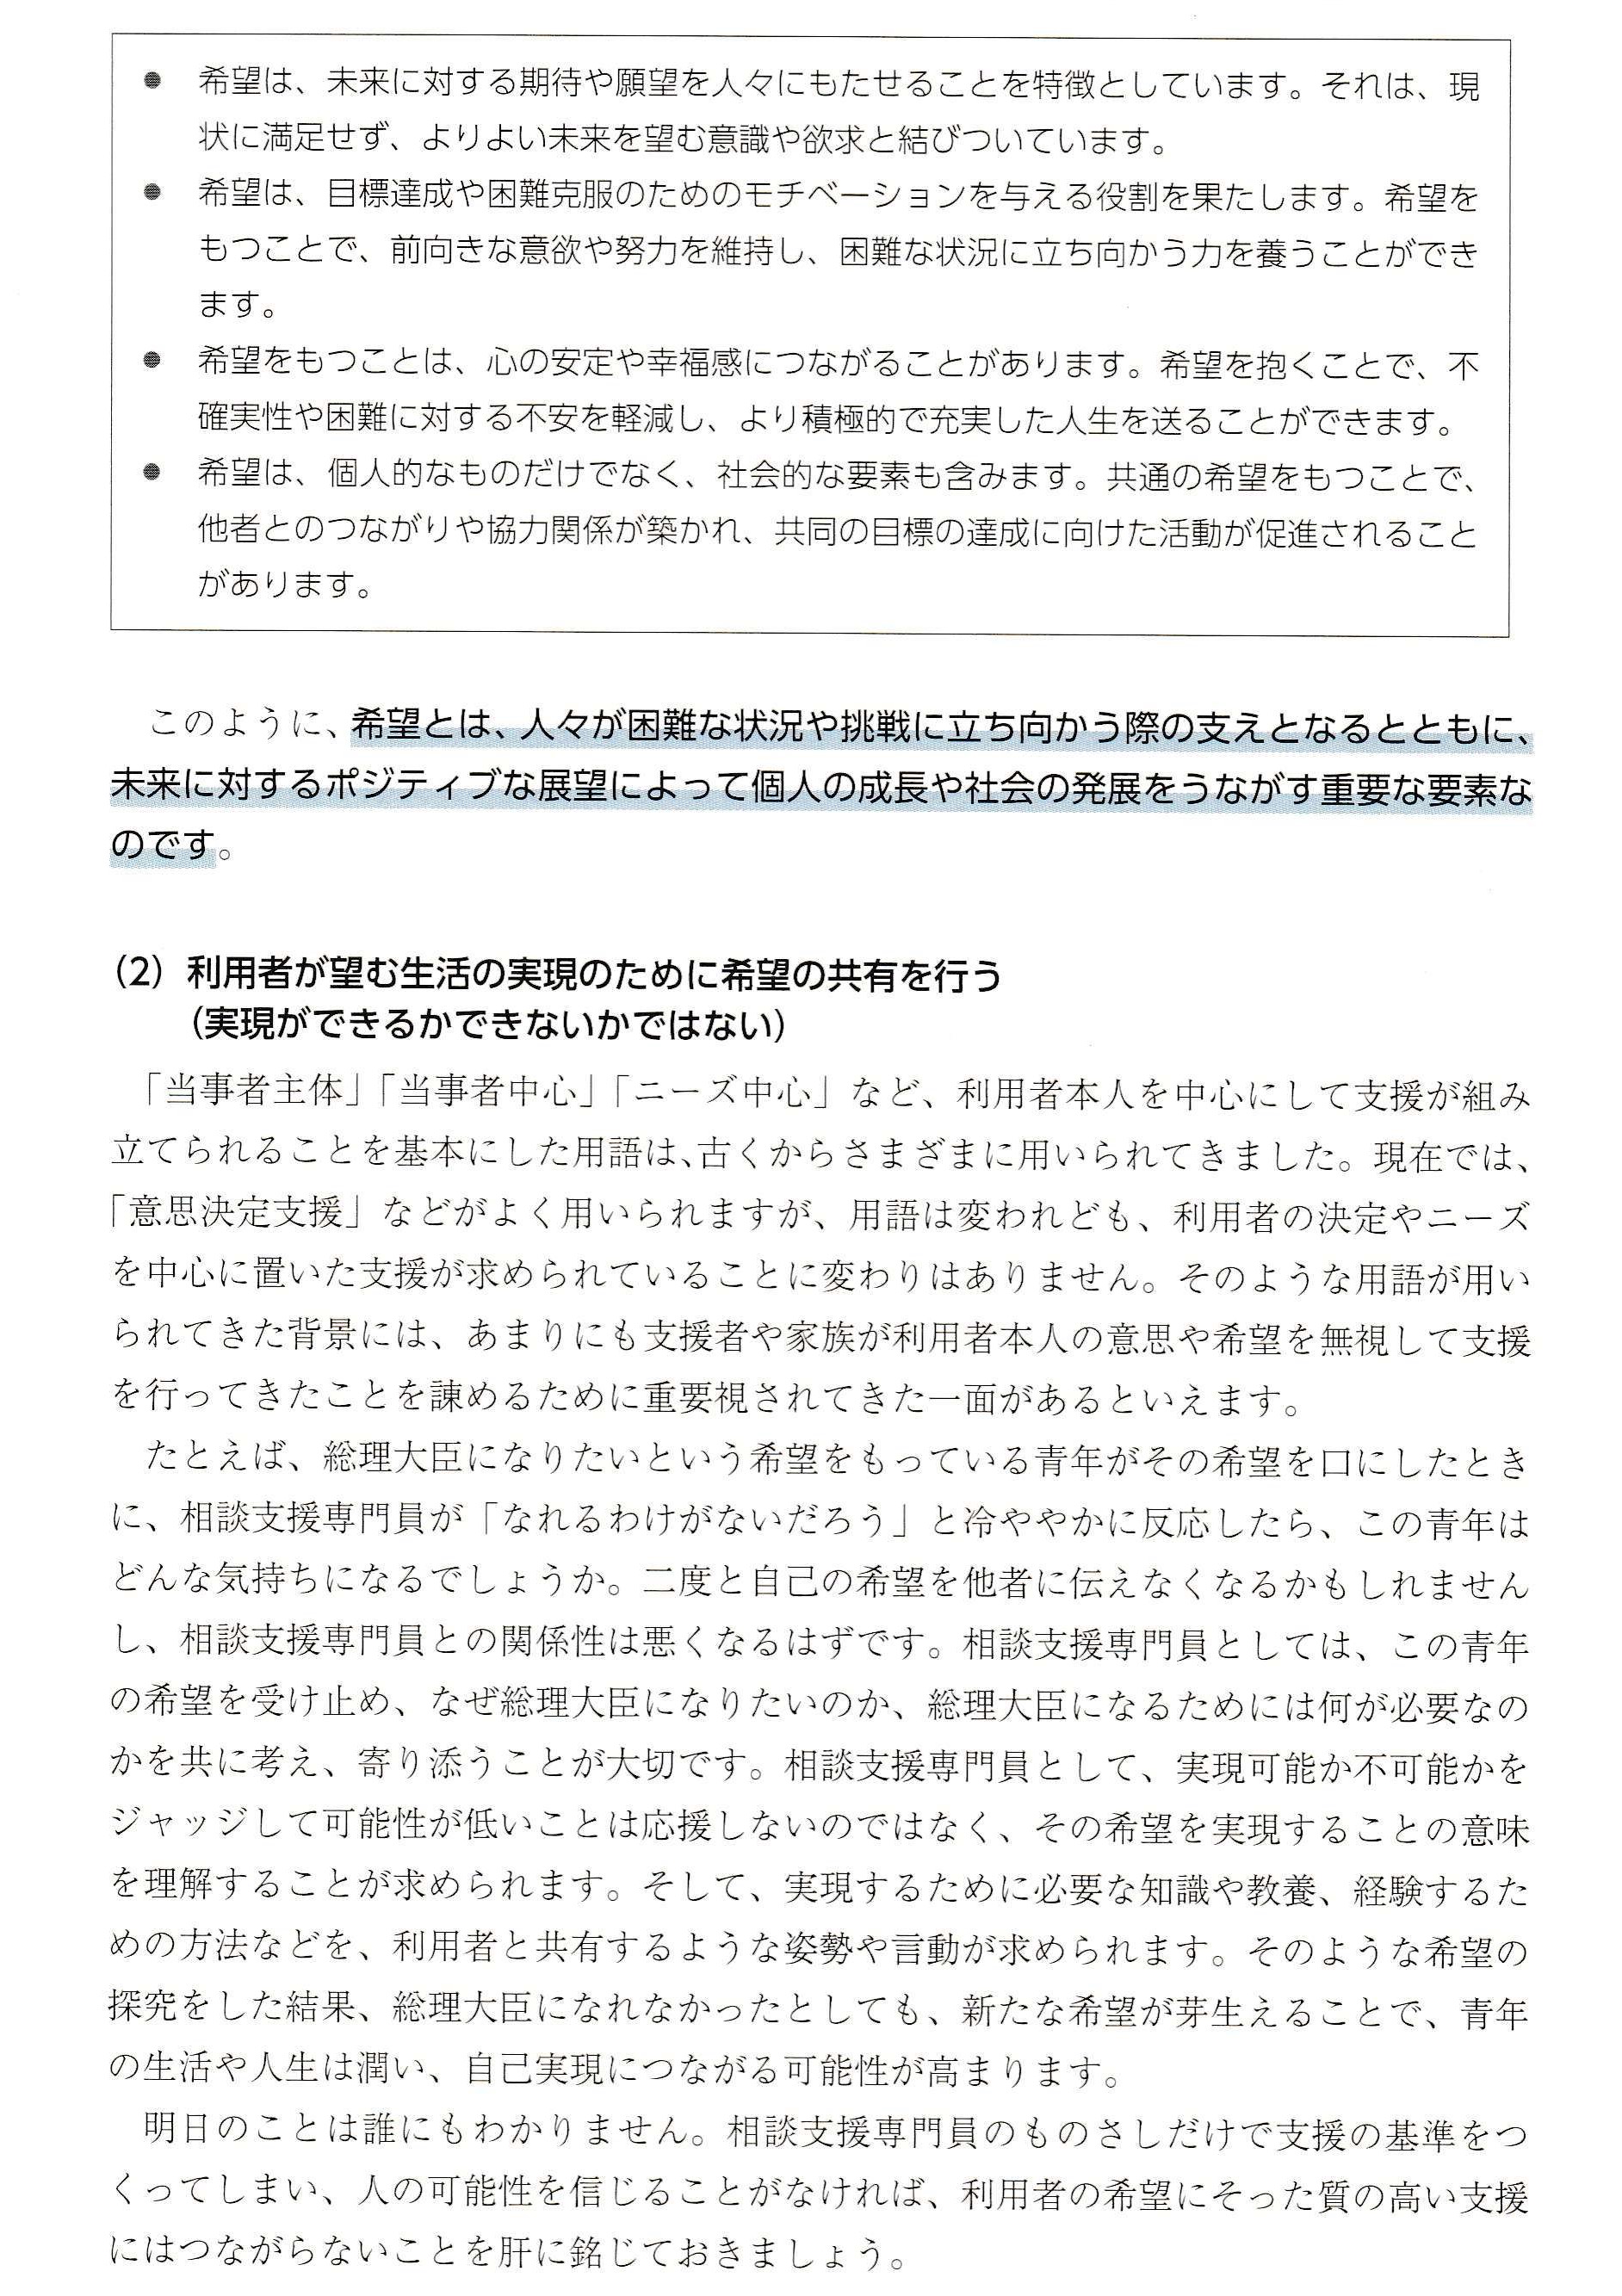 ● 希望は、未来に対する期待や願望を人々にもたせることを特徴としています。それは、現
状に満足せず、よりよい未来を望む意識や欲求と結びついています。
● 希望は、目標達成や困難克服のためのモチベーションを与える役割を果たします。希望を
もつことで、前向きな意欲や努力を維持し、困難な状況に立ち向かう力を養うことができ
ます。
● 希望をもつことは、心の安定や幸福感につながることがあります。希望を抱くことで、不
確実性や困難に対する不安を軽減し、より積極的で充実した人生を送ることができます。
● 希望は、個人的なものだけでなく、社会的な要素も含みます。共通の希望をもつことで、
他者とのつながりや協力関係が築かれ、共同の目標の達成に向けた活動が促進されること
があります。
このように、希望とは、人々が困難な状況や挑戦に立ち向かう際の支えとなるとともに、
未来に対するポジティブな展望によって個人の成長や社会の発展をうながす重要な要素な
のです。
（2）利用者が望む生活の実現のために希望の共有を行う
（実現ができるかできないかではない）
「当事者主体」「当事者中心」「ニーズ中心」など、利用者本人を中心にして支援が組み
立てられることを基本にした用語は、古くからさまざまに用いられてきました。現在では、
「意思決定支援」などがよく用いられますが、用語は変われども、利用者の決定やニーズ
を中心に置いた支援が求められていることに変わりはありません。そのような用語が用い
られてきた背景には、あまりにも支援者や家族が利用者本人の意思や希望を無視して支援
を行ってきたことを諫めるために重要視されてきた一面があるといえます。
たとえば、総理大臣になりたいという希望をもっている青年がその希望を口にしたとき
に、相談支援専門員が「なれるわけがないだろう」と冷ややかに反応したら、この青年は
どんな気持ちになるでしょうか。二度と自己の希望を他者に伝えなくなるかもしれません
し、相談支援専門員との関係性は悪くなるはずです。相談支援専門員としては、この青年
の希望を受け止め、なぜ総理大臣になりたいのか、総理大臣になるためには何が必要なの
かを共に考え、寄り添うことが大切です。相談支援専門員として、実現可能か不可能かを
ジャッジして可能性が低いことは応援しないのではなく、その希望を実現することの意味
を理解することが求められます。そして、実現するために必要な知識や教養、経験するた
めの方法などを、利用者と共有するような姿勢や言動が求められます。そのような希望の
探究をした結果、総理大臣になれなかったとしても、新たな希望が芽生えることで、青年
の生活や人生は潤い、自己実現につながる可能性が高まります。
明日のことは誰にもわかりません。相談支援専門員のものさしだけで支援の基準をつ
くってしまい、人の可能性を信じることがなければ、利用者の希望にそった質の高い支援
にはつながらないことを肝に銘じておきましょう。